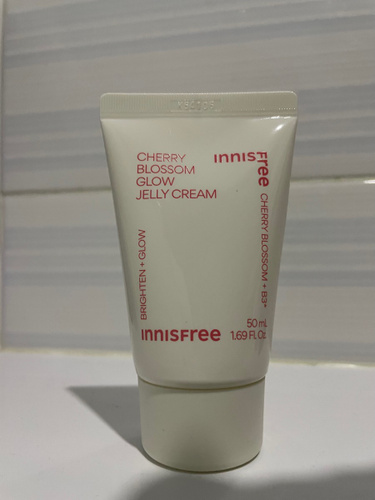 CHERRY
BLOSSOM
GLOW
JELLY CREAM
innisFree
CHERRY BLOSSOM + B3*
BRIGHTEN + GLOW
50 mL
1.69 Fl. Oz.
innisFree